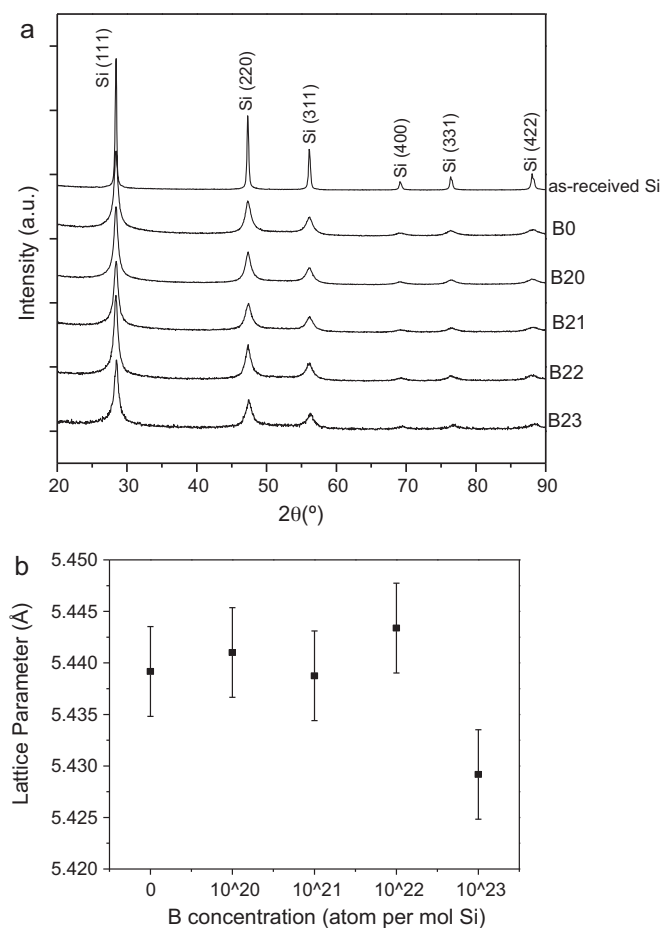 a
Si (111)
Si (220)
Si (311)
Si (400)
Si (331)
Si (422)
as-received Si
B0
B20
B21
B22
B23
Intensity (a.u.)
20 30 40 50 60 70 80 90
2θ(º)
b
5.450
5.445
5.440
5.435
5.430
5.425
5.420
Lattice Parameter (Å)
0 10^20 10^21 10^22 10^23
B concentration (atom per mol Si)